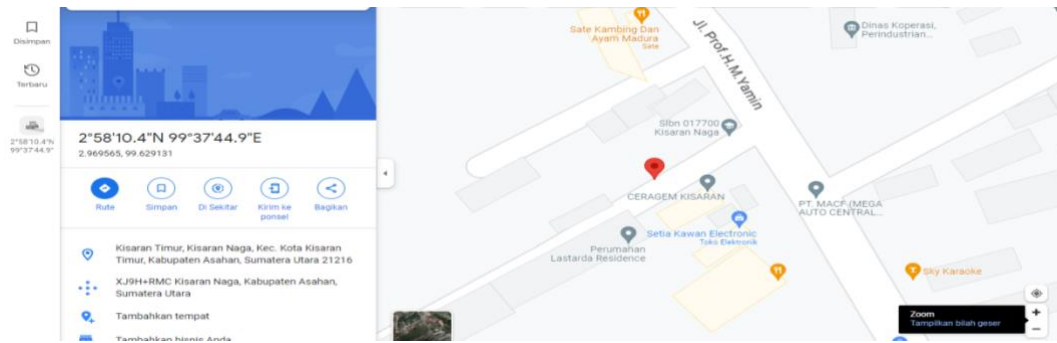 Disimpan
Terbaru
2°58'10.4"N
99°37'44.9"
2°58'10.4"N 99°37'44.9"E
2.969565, 99.629131
Rute
Simpan
Di Sekitar
Kirim ke
ponsel
Bagikan
Kisaran Timur, Kisaran Naga, Kec. Kota Kisaran
Timur, Kabupaten Asahan, Sumatera Utara 21216
XJ9H+RMC Kisaran Naga, Kabupaten Asahan,
Sumatera Utara
Tambahkan tempat
Tambahkan bisnis Anda
Sate Kambing Dan
Ayam Madura
Sate
Jl. Prof.H.M.Yamin
Dinas Koperasi,
Perindustrian...
Slbn 017700
Kisaran Naga
CERAGEM KISARAN
PT. MACF (MEGA
AUTO CENTRAL...
Setia Kawan Electronic
Toko Elektronik
Perumahan
Lastarda Residence
Sky Karaoke
Zoom
Tampilkan bilah geser